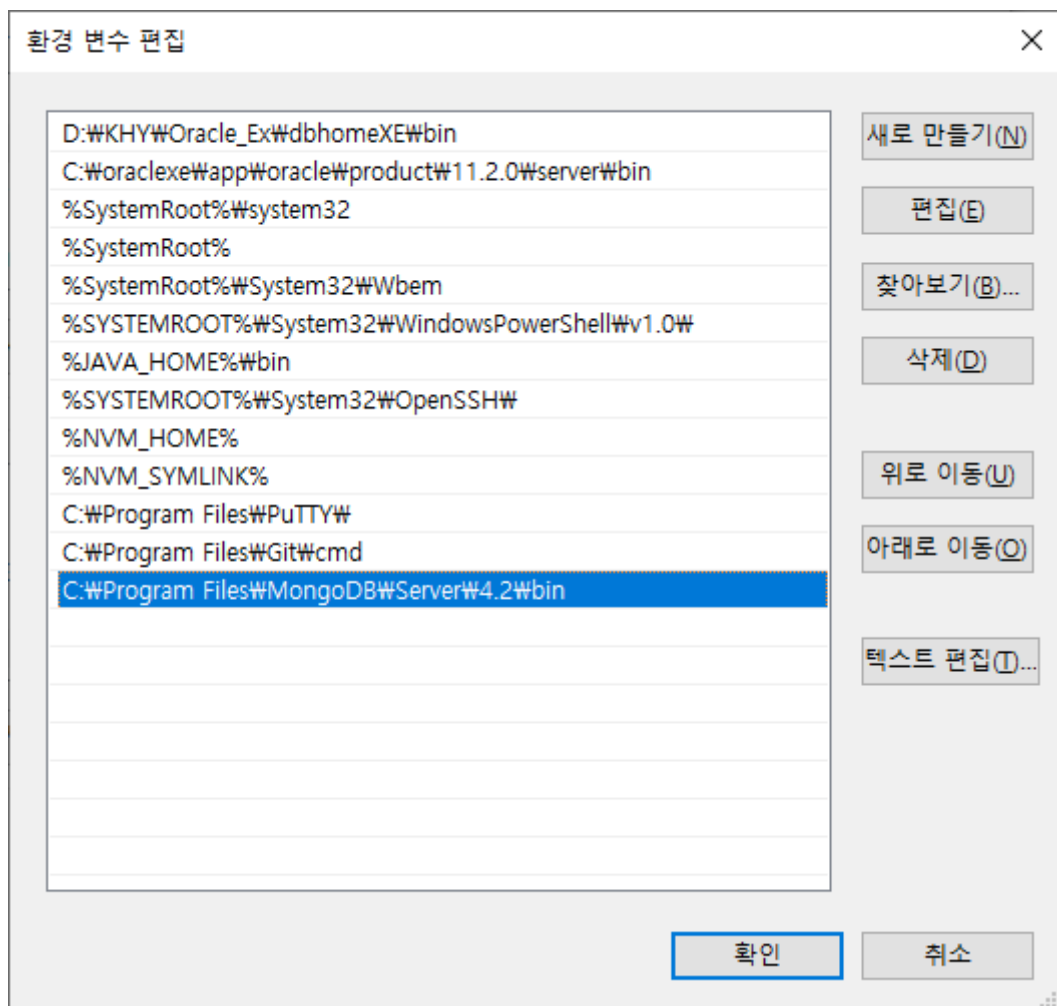 환경 변수 편집
D:₩KHY₩Oracle_Ex₩dbhomeXE₩bin
C:₩oraclexe₩app₩oracle₩product₩11.2.0₩server₩bin
%SystemRoot%₩system32
%SystemRoot%
%SystemRoot%₩System32₩Wbem
%SYSTEMROOT%₩System32₩WindowsPowerShell₩v1.0₩
%JAVA_HOME%₩bin
%SYSTEMROOT%₩System32₩OpenSSH₩
%NVM_HOME%
%NVM_SYMLINK%
C:₩Program Files₩PuTTY₩
C:₩Program Files₩Git₩cmd
C:₩Program Files₩MongoDB₩Server₩4.2₩bin
새로 만들기(N)
편집(E)
찾아보기(B)...
삭제(D)
위로 이동(U)
아래로 이동(O)
텍스트 편집(T)...
확인
취소